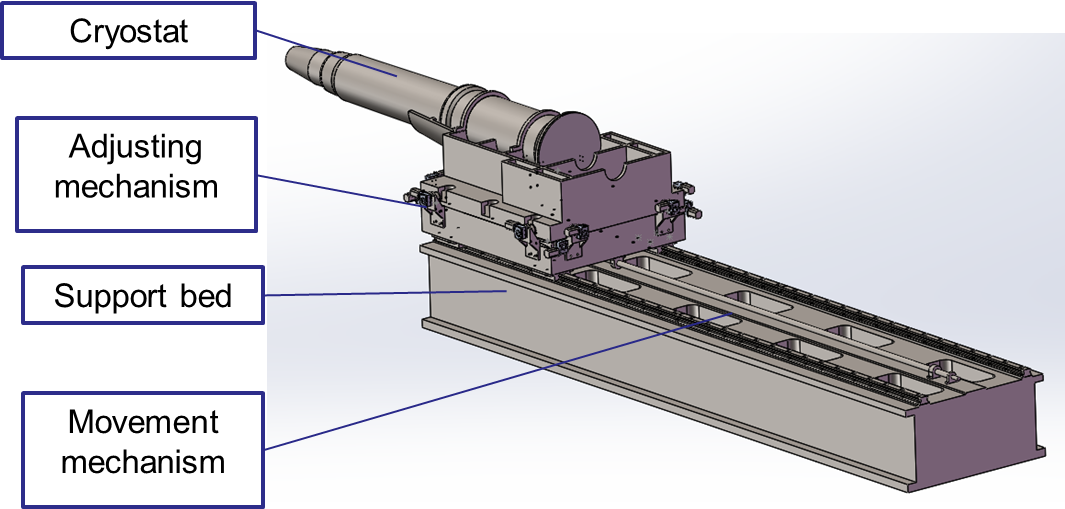 Cryostat
Adjusting
mechanism
Support bed
Movement
mechanism